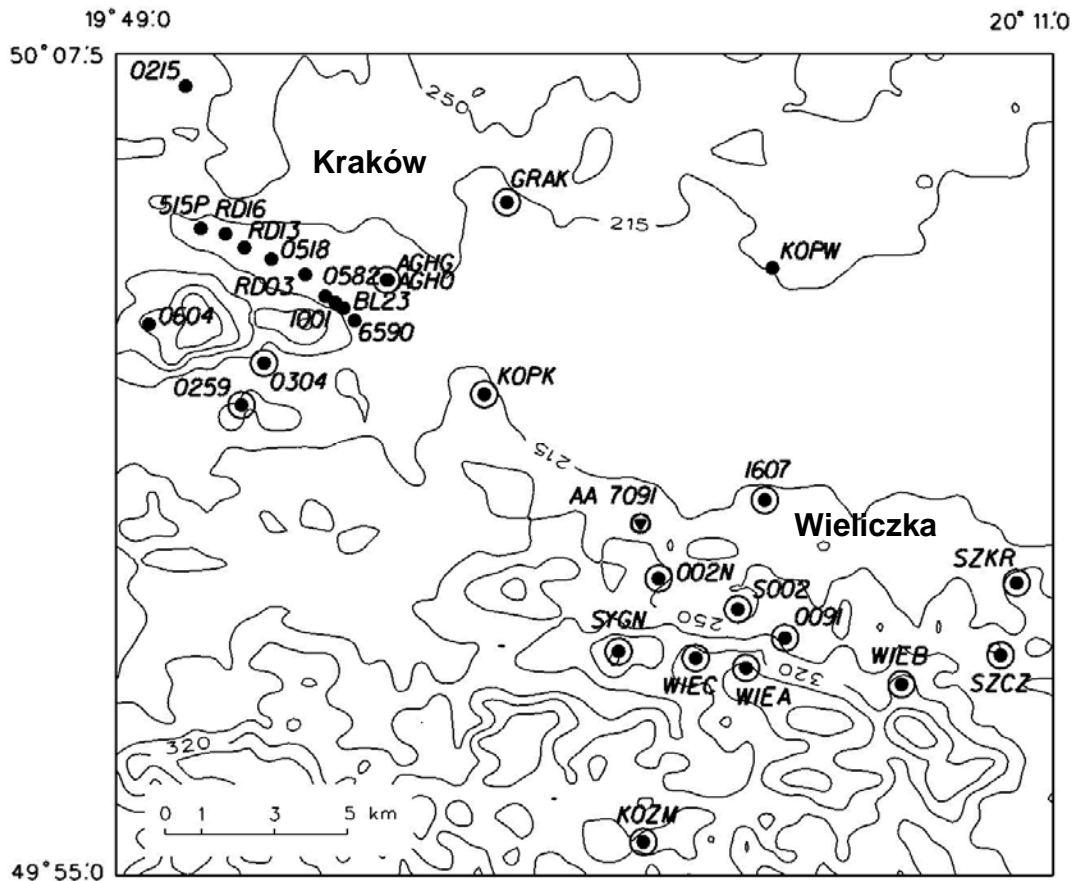 19°49.0
20°11.0
50°07.5
0215
250
Kraków
GRAK
515P
RD16
RD13
215
0518
KOPW
AGHG
0582
AGHO
RD03
BL23
0604
1001
6590
0259
0304
KOPK
215
1607
AA 7091
Wieliczka
SZKR
002N
S002
250
0091
SYGN
WIEB
WIEC
320
SZCZ
WIEA
320
0 1 5 km
KOZM
49°55.0